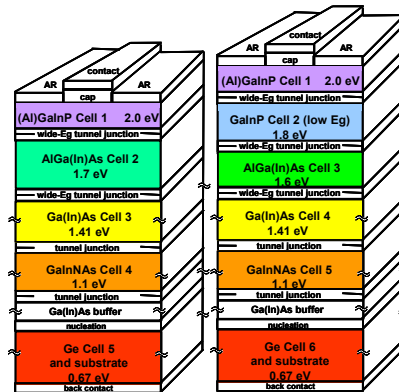 contact
AR
AR
cap
(Al)GaInP Cell 1 2.0 eV
wide-Eg tunnel junction
AlGa(In)As Cell 2
1.7 eV
wide-Eg tunnel junction
Ga(In)As Cell 3
1.41 eV
tunnel junction
GaInNAs Cell 4
1.1 eV
tunnel junction
Ga(In)As buffer
nucleation
Ge Cell 5
and substrate
0.67 eV
back contact
contact
AR
AR
cap
(Al)GaInP Cell 1 2.0 eV
wide-Eg tunnel junction
GaInP Cell 2 (low Eg)
1.8 eV
wide-Eg tunnel junction
AlGa(In)As Cell 3
1.6 eV
wide-Eg tunnel junction
Ga(In)As Cell 4
1.41 eV
tunnel junction
GaInNAs Cell 5
1.1 eV
tunnel junction
Ga(In)As buffer
nucleation
Ge Cell 6
and substrate
0.67 eV
back contact